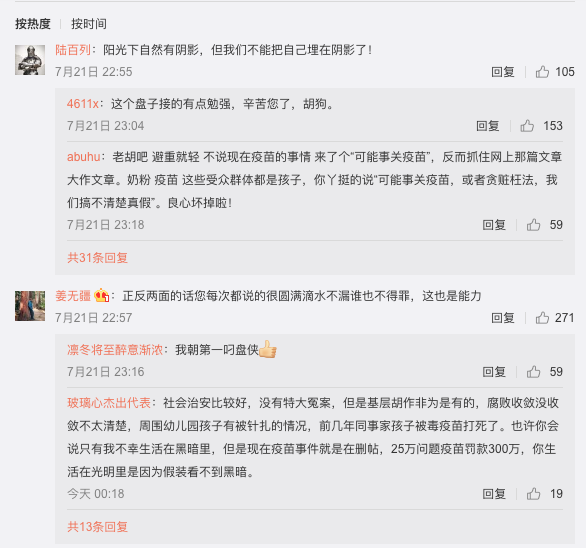 按热度 按时间
陆百列：阳光下自然有阴影，但我们不能把自己埋在阴影了！
7月21日 22:55 回复 105
4611x：这个盘子接的有点勉强，辛苦您了，胡狗。
7月21日 23:04 回复 153
abuhu：老胡吧 避重就轻 不说现在疫苗的事情 来了个“可能事关疫苗”，反而抓住网上那篇文章
大作文章。奶粉 疫苗 这些受众群体都是孩子，你丫挺的说“可能事关疫苗，或者贪赃枉法，我
们搞不清楚真假”。良心坏掉啦！
7月21日 23:18 回复 59
共31条回复
姜无疆：正反两面的话您每次都说的很圆满滴水不漏谁也不得罪，这也是能力
7月21日 22:57 回复 271
凛冬将至醉意渐浓：我朝第一叼盘侠
7月21日 23:16 回复 59
玻璃心杰出代表：社会治安比较好，没有特大冤案，但是基层胡作非为是有的，腐败收敛没收
敛不太清楚，周围幼儿园孩子有被针扎的情况，前几年同事家孩子被毒疫苗打死了。也许你会
说只有我不幸生活在黑暗里，但是现在疫苗事件就是在删帖，25万问题疫苗罚款300万，你生
活在光明里是因为假装看不到黑暗。
今天 00:18 回复 19
共13条回复